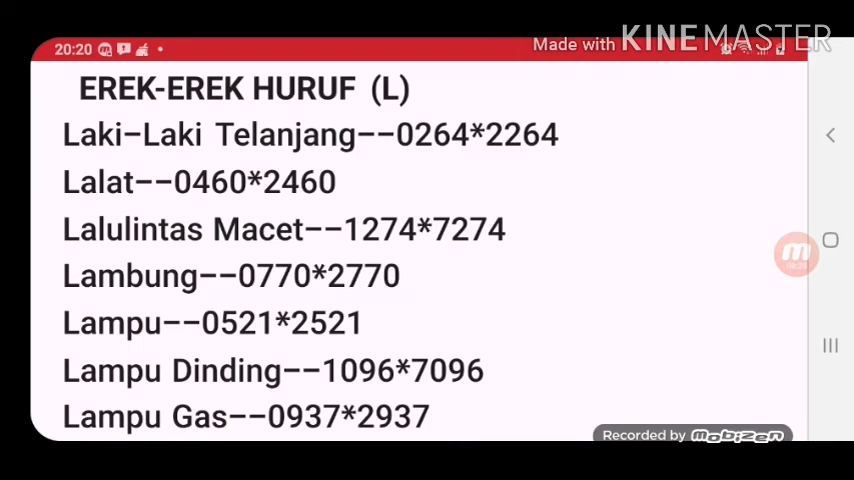 Made with KINEMASTER
20:20
EREK-EREK HURUF (L)
Laki-Laki Telanjang--0264*2264
Lalat--0460*2460
Lalulintas Macet--1274*7274
Lambung--0770*2770
Lampu--0521*2521
Lampu Dinding--1096*7096
Lampu Gas--0937*2937
Recorded by MOBIZEN